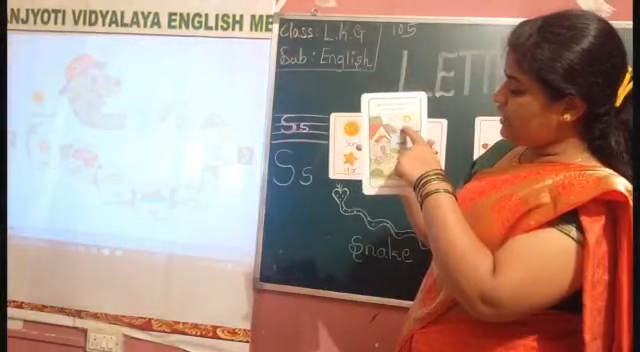 ANJYOTI VIDYALAYA ENGLISH ME
Class: L.K.G
105
Sub: English
LETT
Ss
Ss
Snake